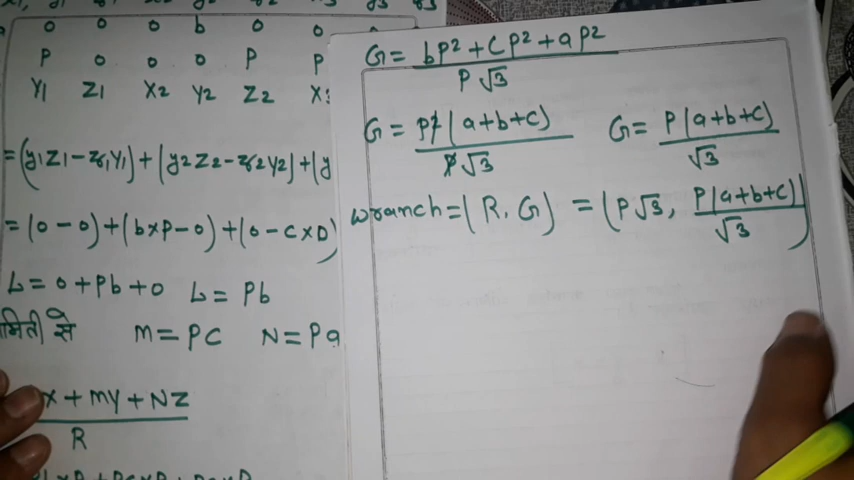 0 0 0 b 0 0
P 0 0 0 P P
Y1 Z1 X2 Y2 Z2 X3
=(y1Z1-z1Y1)+(y2Z2-z2Y2)+(y
=(0-0)+(b×P-0)+(0-C×0)
L=0+Pb+0 L=Pb
से M=PC N=Pa
X+MY+NZ
R
G= bP²+CP²+aP²
P√3
G= P²(a+b+C)
P√3
G= P(a+b+C)
√3
wranch=(R,G) =(P√3, P(a+b+C)
√3)